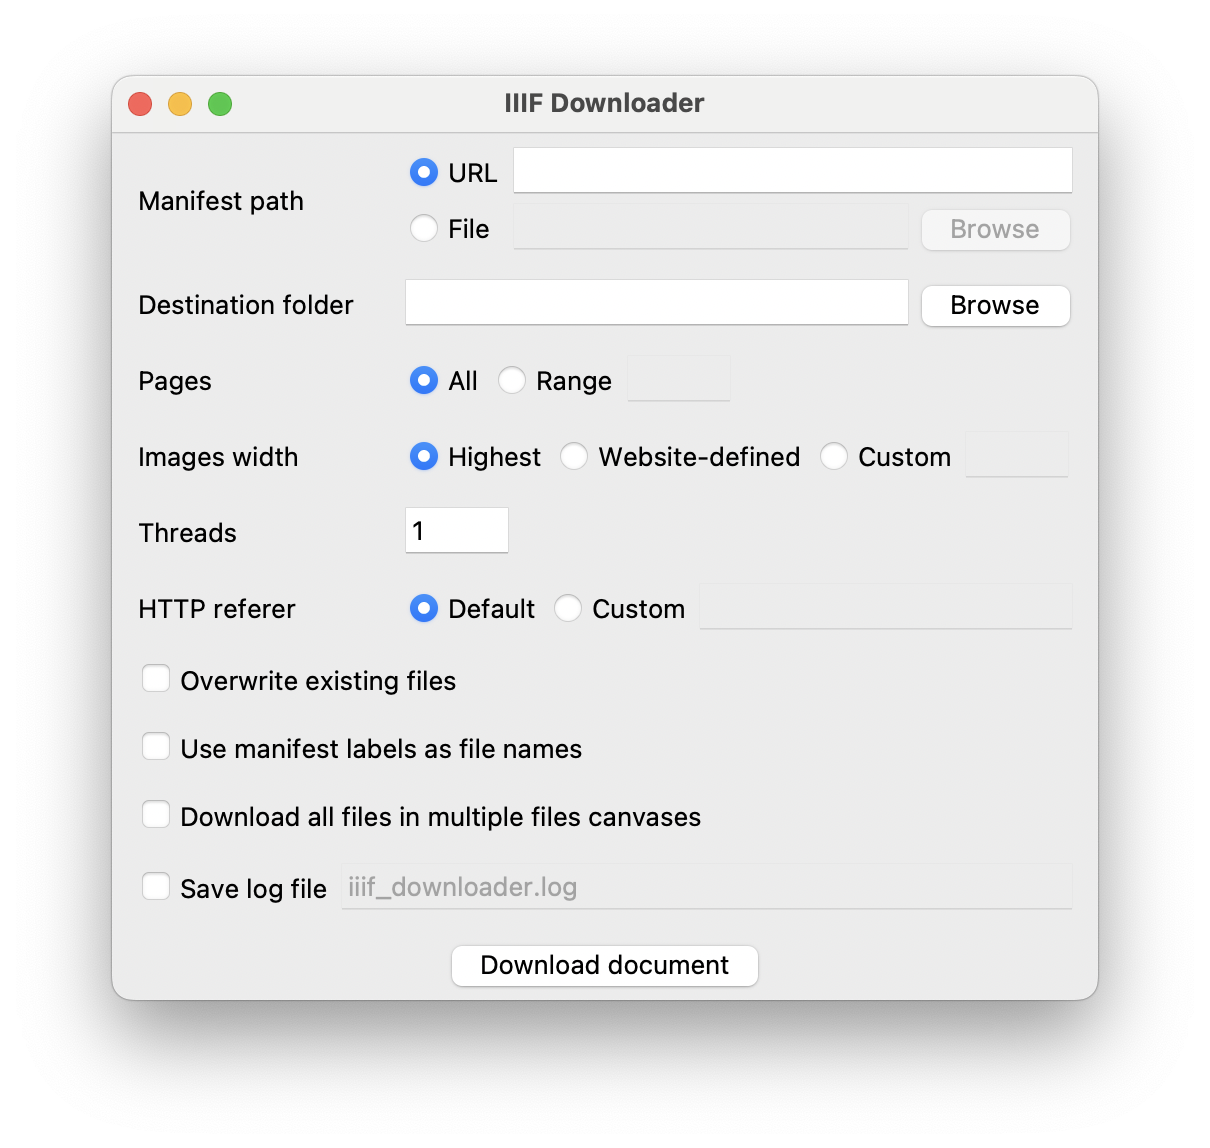 IIIF Downloader
Manifest path
URL
File
Browse
Destination folder
Browse
Pages
All
Range
Images width
Highest
Website-defined
Custom
Threads
1
HTTP referer
Default
Custom
Overwrite existing files
Use manifest labels as file names
Download all files in multiple files canvases
Save log file
iiif_downloader.log
Download document